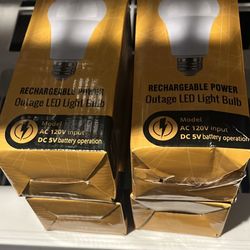 RECHARGEABLE POWER
Outage LED Light Bulb
Model
AC 120V input
DC 5V battery operation
RECHARGEABLE POWER
Outage LED Light Bulb
Model
AC 120V input
DC 5V battery operation